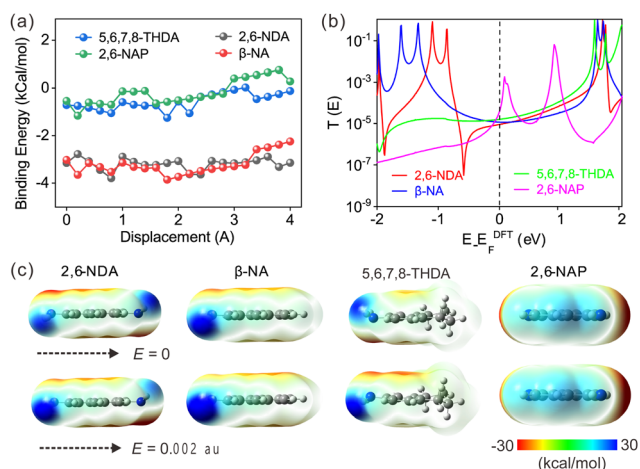 (a)
5,6,7,8-THDA
2,6-NDA
2,6-NAP
β-NA
Binding Energy (kCal/mol)
2
0
-2
-4
0
1
2
3
4
Displacement (A)
(b)
T (E)
10^-1
10^-3
10^-5
10^-7
10^-9
2,6-NDA
5,6,7,8-THDA
β-NA
2,6-NAP
-2
-1
0
1
2
E-E_F^DFT (eV)
(c)
2,6-NDA
β-NA
5,6,7,8-THDA
2,6-NAP
E = 0
E = 0.002 au
-30
30
(kcal/mol)